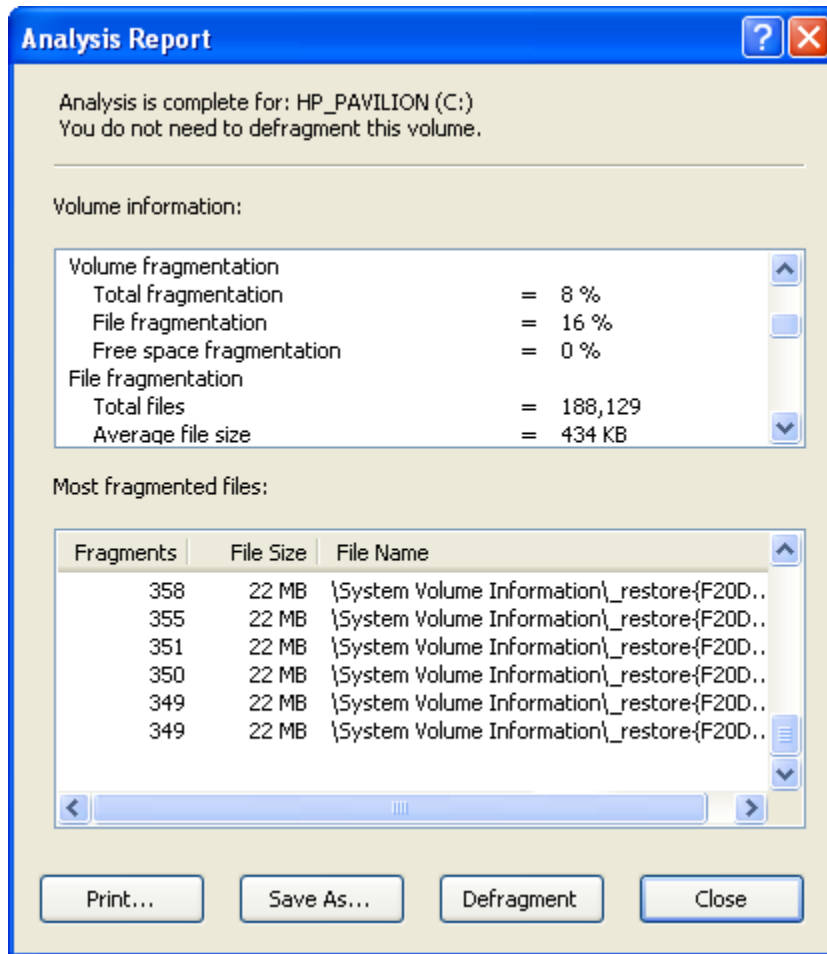 Analysis Report
Analysis is complete for: HP_PAVILION (C:)
You do not need to defragment this volume.
Volume information:
Volume fragmentation
Total fragmentation = 8 %
File fragmentation = 16 %
Free space fragmentation = 0 %
File fragmentation
Total files = 188,129
Average file size = 434 KB
Most fragmented files:
Fragments File Size File Name
358 22 MB \System Volume Information\_restore{F20D..
355 22 MB \System Volume Information\_restore{F20D..
351 22 MB \System Volume Information\_restore{F20D..
350 22 MB \System Volume Information\_restore{F20D..
349 22 MB \System Volume Information\_restore{F20D..
349 22 MB \System Volume Information\_restore{F20D..
Print... Save As... Defragment Close